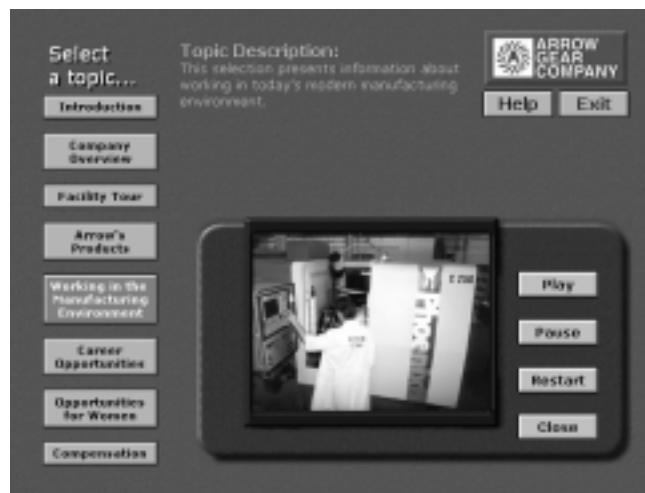 Select
a topic...
Introduction
Company
Overview
Facility Tour
Arrow's
Products
Working in the
Manufacturing
Environment
Career
Opportunities
Opportunities
for Women
Compensation
Topic Description:
This selection presents information about
working in today's modern manufacturing
environment.
ARROW
GEAR
COMPANY
Help
Exit
Play
Pause
Restart
Close